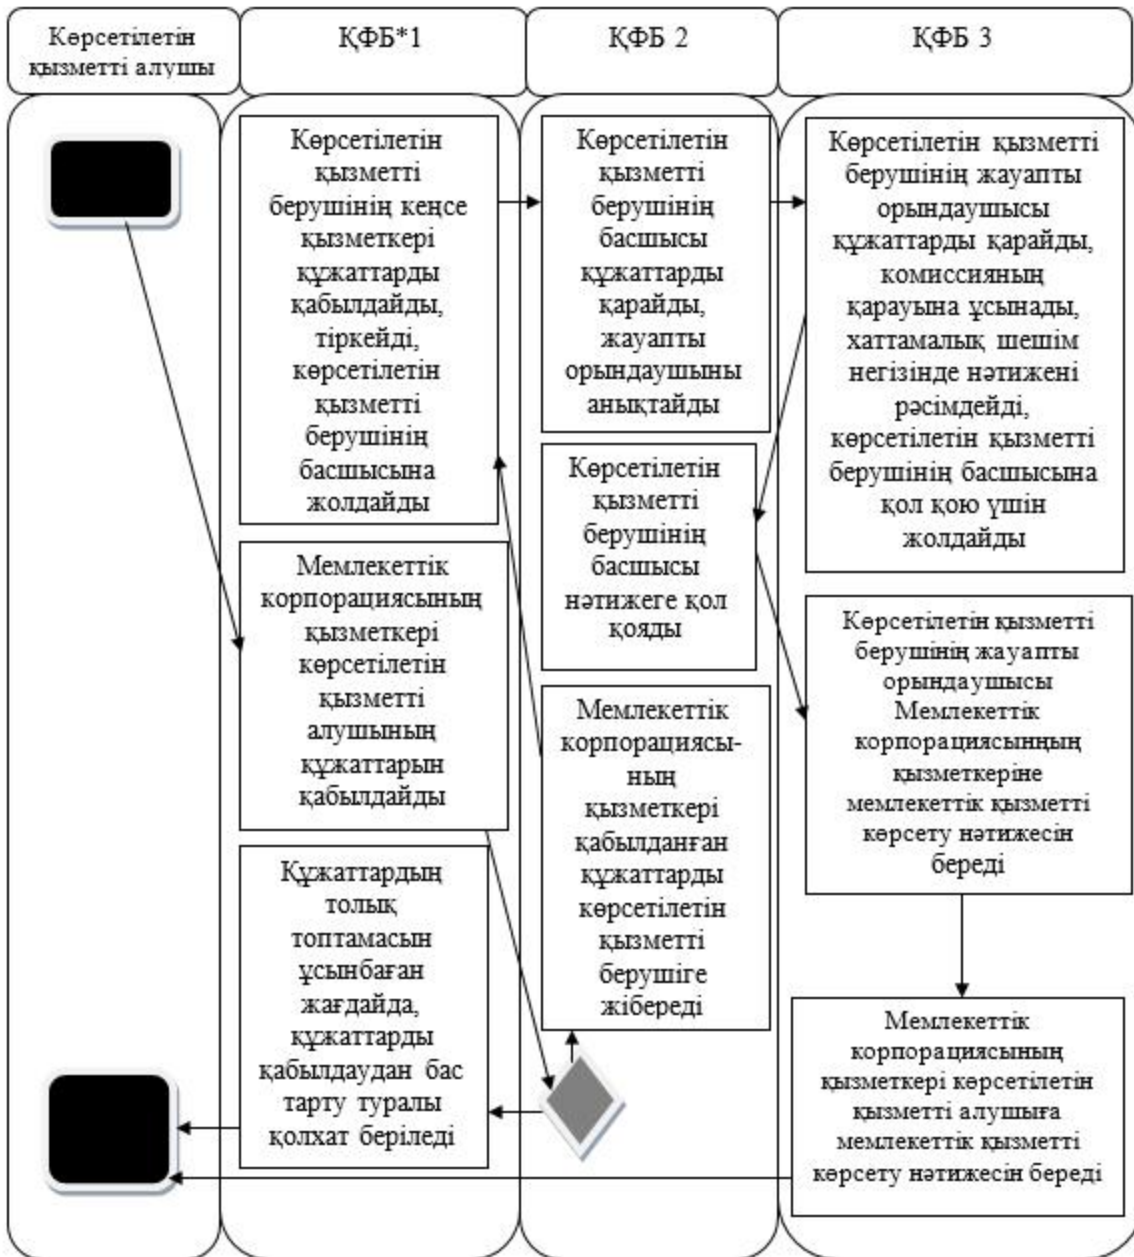 Көрсетілетін
қызметті алушы
ҚФБ*1
ҚФБ 2
ҚФБ 3
Көрсетілетін
қызметті
берушінің кеңсе
қызметкері
құжаттарды
қабылдайды,
тіркейді,
көрсетілетін
қызметті
берушінің
басшысына
жолдайды
Мемлекеттік
корпорациясының
қызметкері
көрсетілетін
қызметті
алушының
құжаттарын
қабылдайды
Құжаттардың
толық
топтамасын
ұсынбаған
жағдайда,
құжаттарды
қабылдаудан бас
тарту туралы
қолхат беріледі
Көрсетілетін
қызметті
берушінің
басшысы
құжаттарды
қарайды,
жауапты
орындаушыны
анықтайды
Көрсетілетін
қызметті
берушінің
басшысы
нәтижеге қол
қояды
Мемлекеттік
корпорациясы-
ның
қызметкері
қабылданған
құжаттарды
көрсетілетін
қызметті
берушіге
жібереді
Көрсетілетін қызметті
берушінің жауапты
орындаушысы
құжаттарды қарайды,
комиссияның
қарауына ұсынады,
хаттамалық шешім
негізінде нәтижені
рәсімдейді,
көрсетілетін қызметті
берушінің басшысына
қол қою үшін
жолдайды
Көрсетілетін қызметті
берушінің жауапты
орындаушысы
Мемлекеттік
корпорациясынңың
қызметкеріне
мемлекеттік қызметті
көрсету нәтижесін
береді
Мемлекеттік
корпорациясының
қызметкері көрсетілетін
қызметті алушыға
мемлекеттік қызметті
көрсету нәтижесін береді